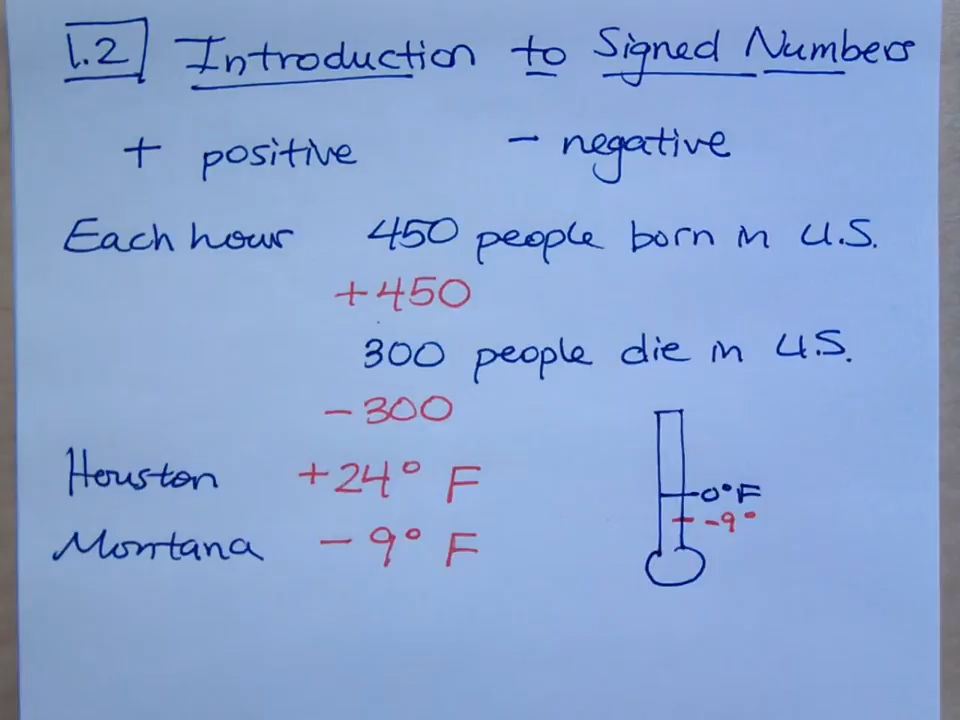 1.2 Introduction to Signed Numbers
+ positive - negative
Each hour 450 people born in U.S.
+450
300 people die in U.S.
-300
Houston +24° F
0°F
-9°
Montana -9° F